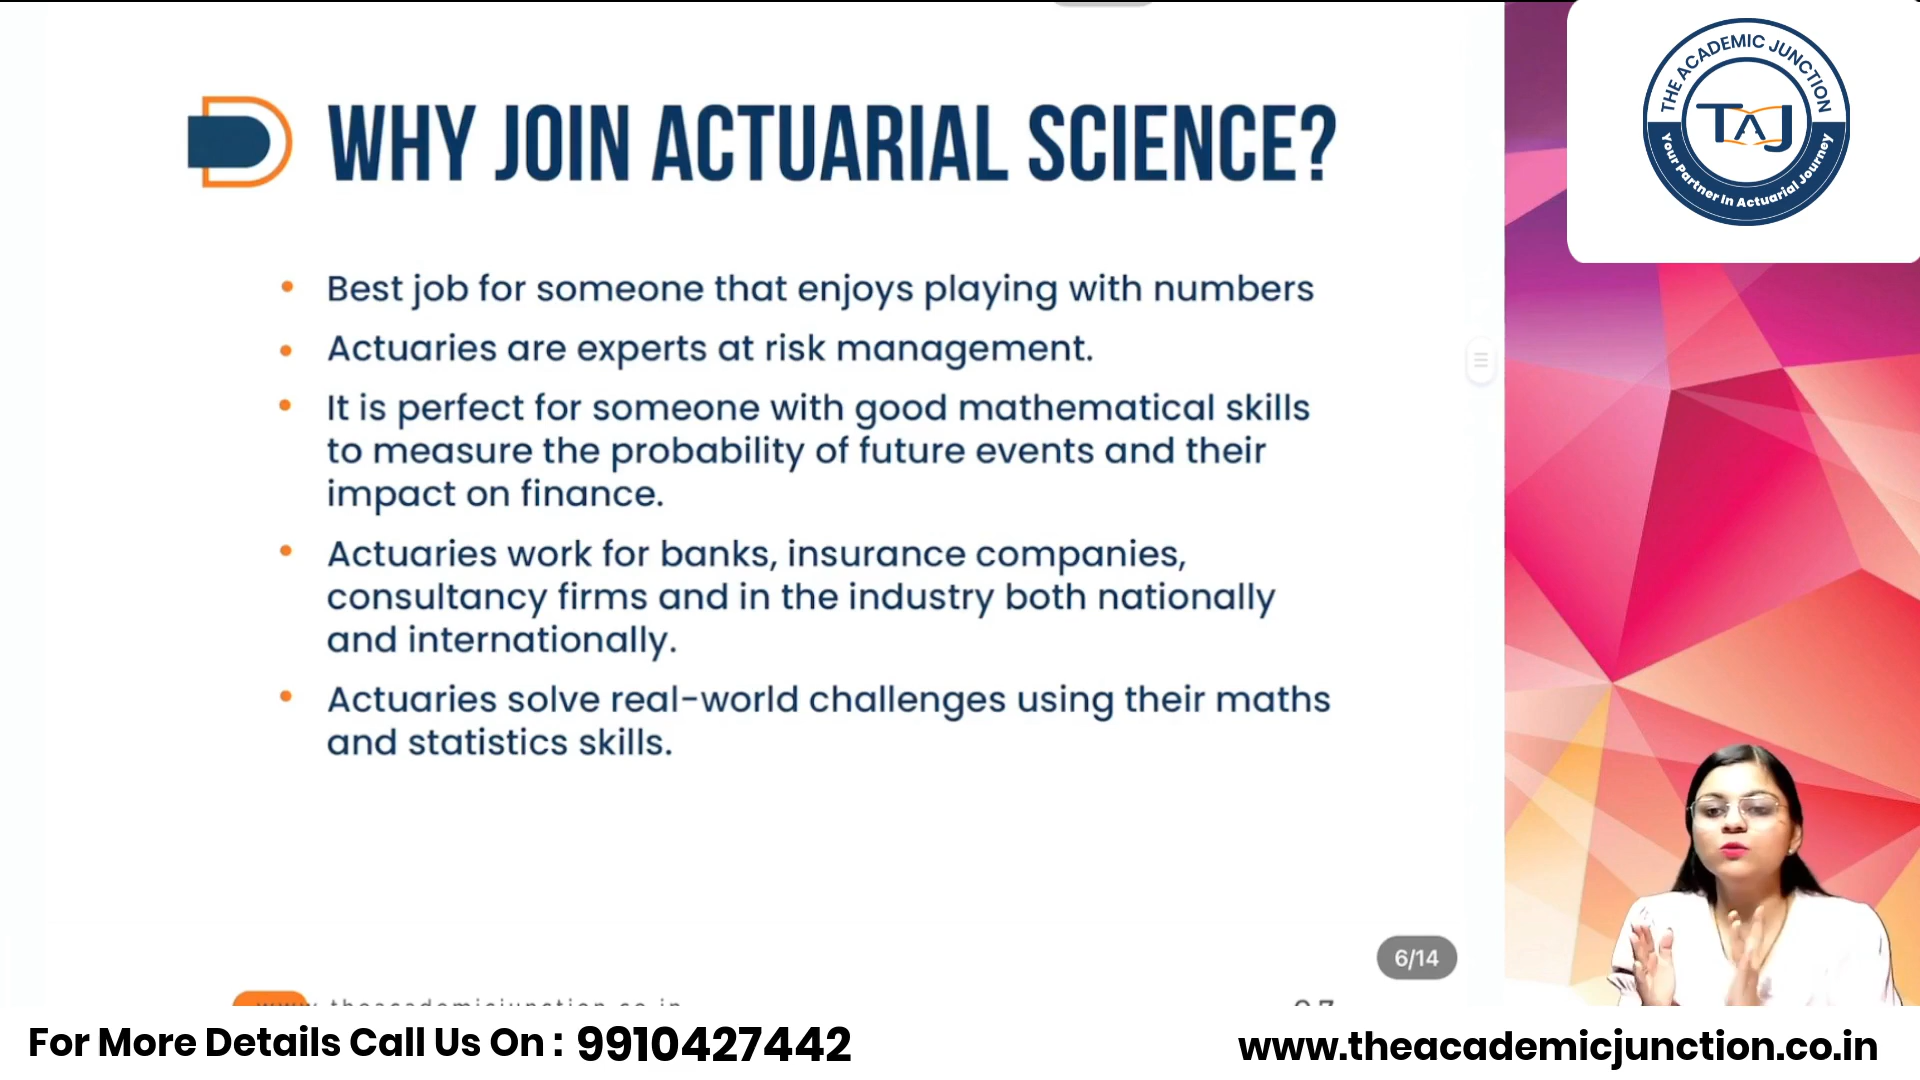 THE ACADEMIC JUNCTION
TAJ
Your Partner In Actuarial Journey
WHY JOIN ACTUARIAL SCIENCE?
• Best job for someone that enjoys playing with numbers
• Actuaries are experts at risk management.
• It is perfect for someone with good mathematical skills
to measure the probability of future events and their
impact on finance.
• Actuaries work for banks, insurance companies,
consultancy firms and in the industry both nationally
and internationally.
• Actuaries solve real-world challenges using their maths
and statistics skills.
6/14
www.theacademicjunction.co.in
For More Details Call Us On : 9910427442
www.theacademicjunction.co.in